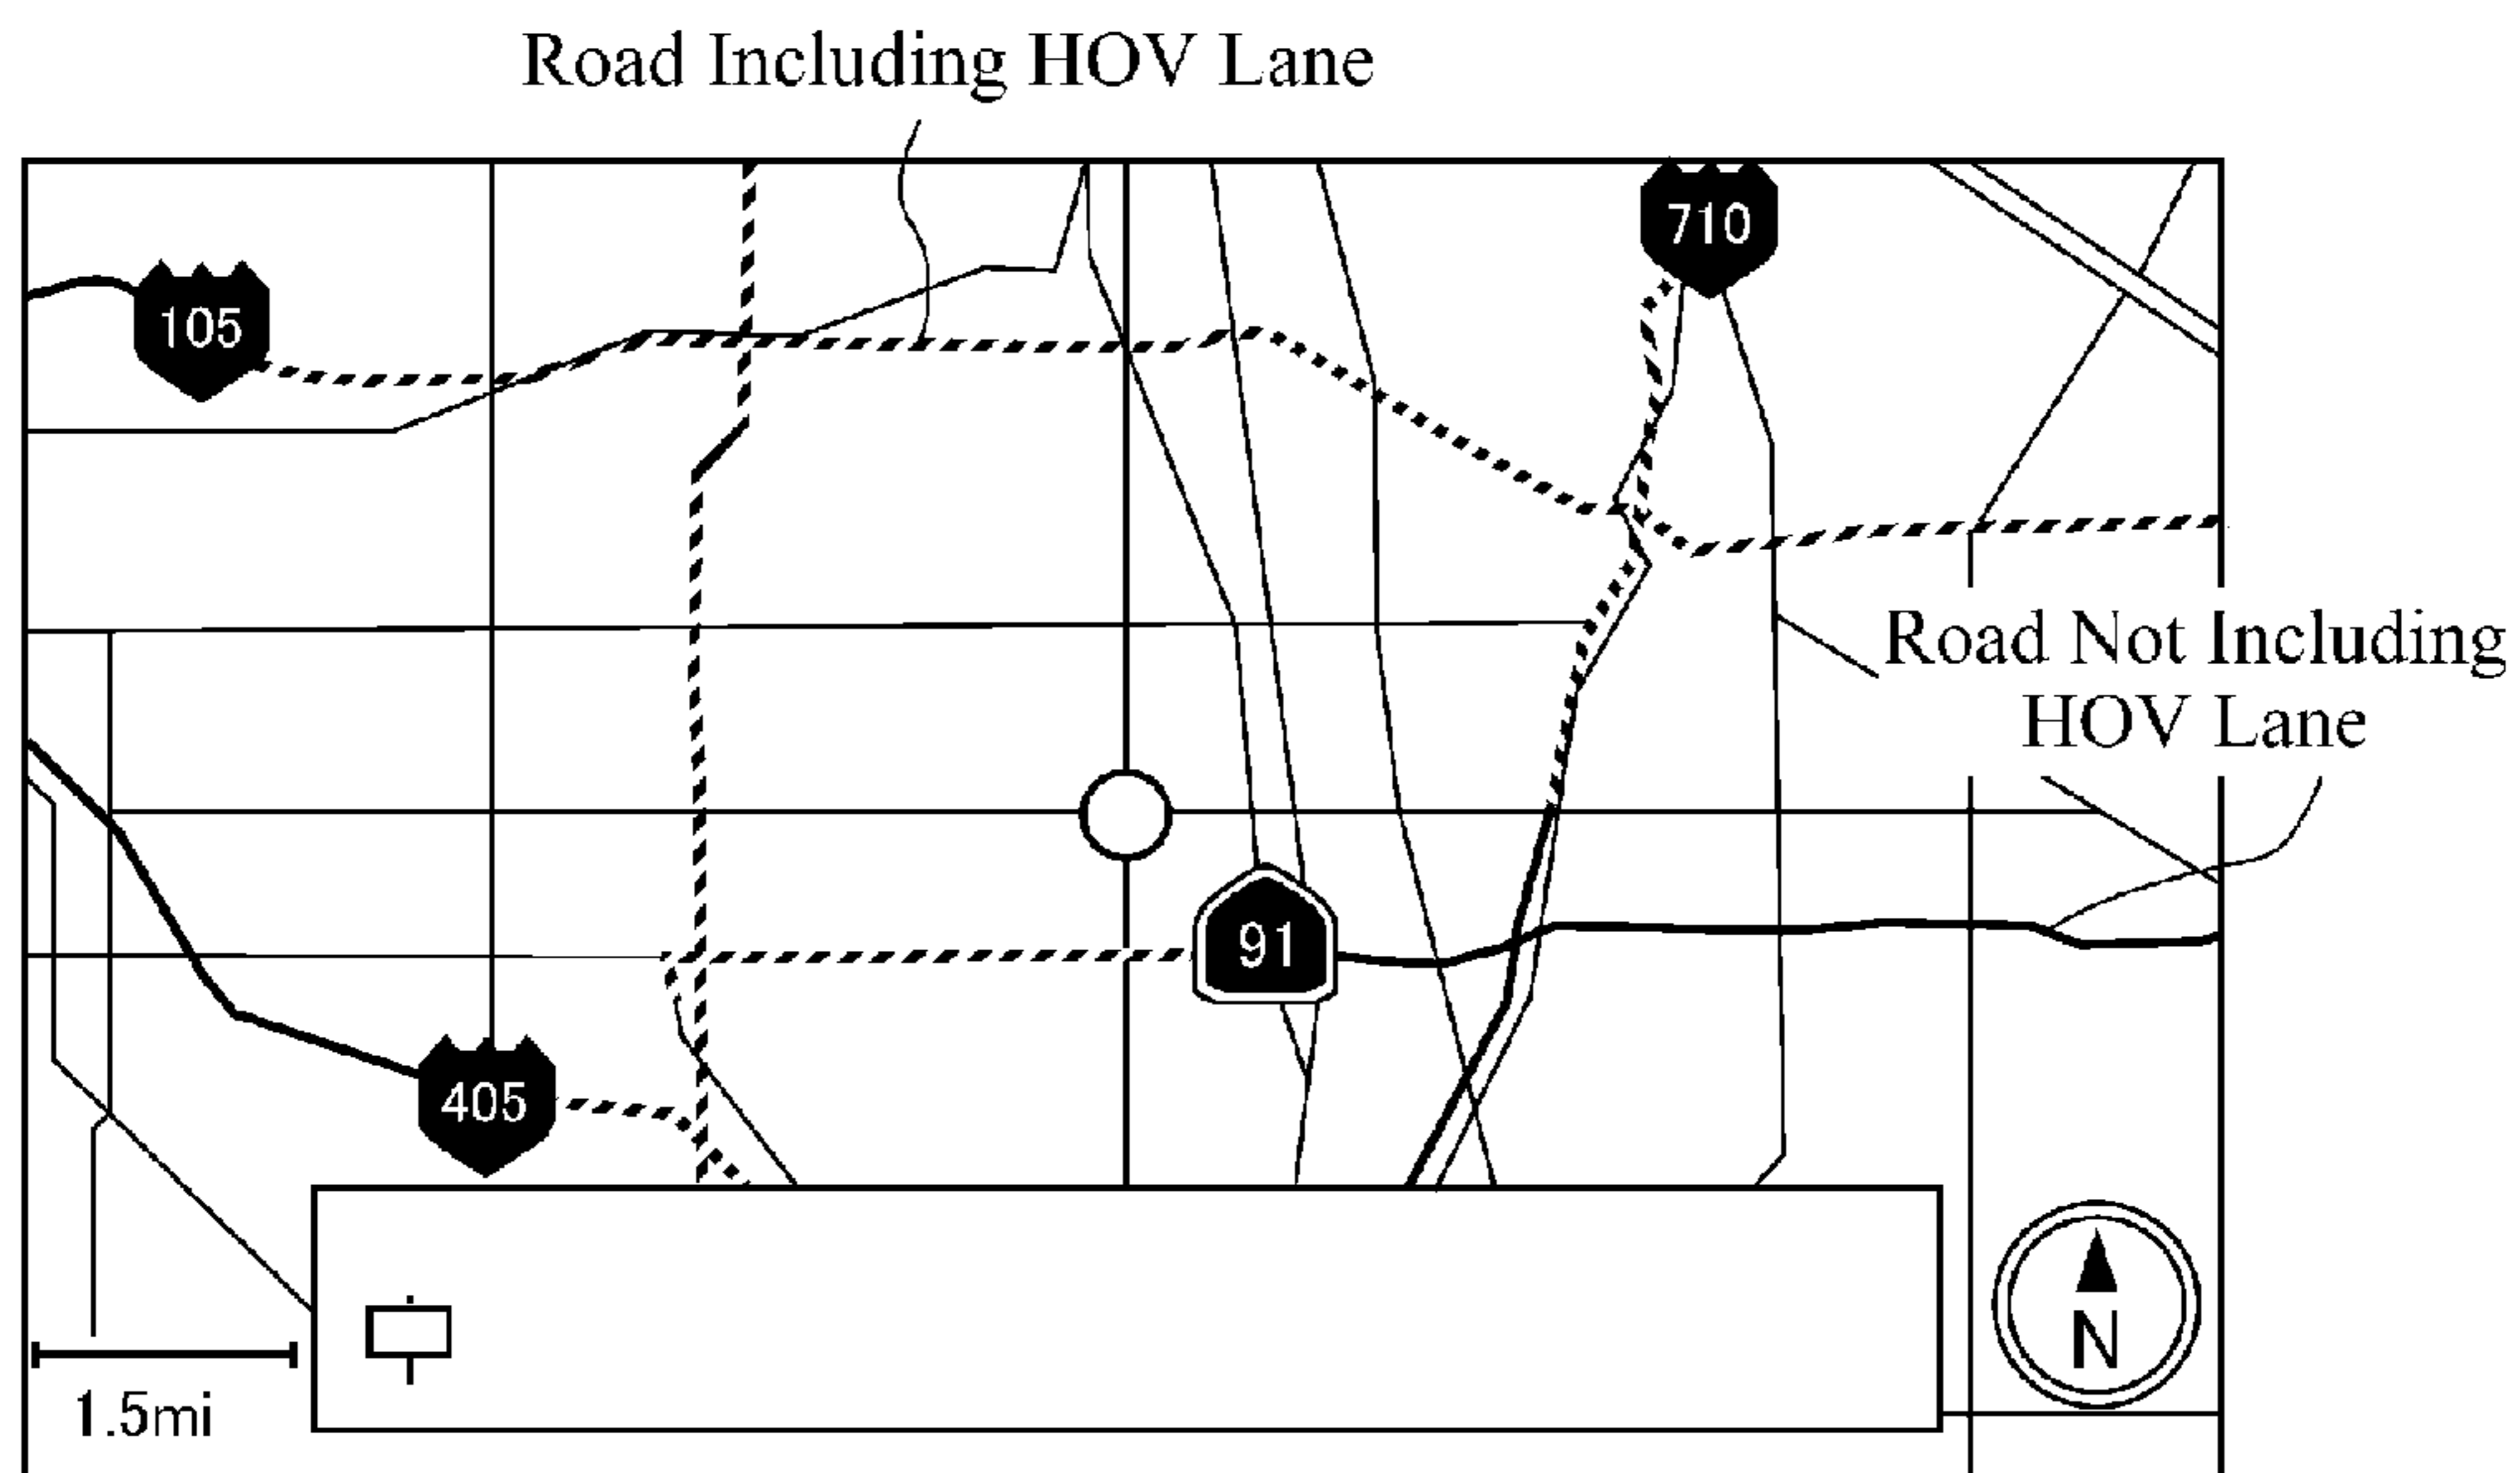 Road Including HOV Lane
710
105
Road Not Including
HOV Lane
91
405
N
1.5mi